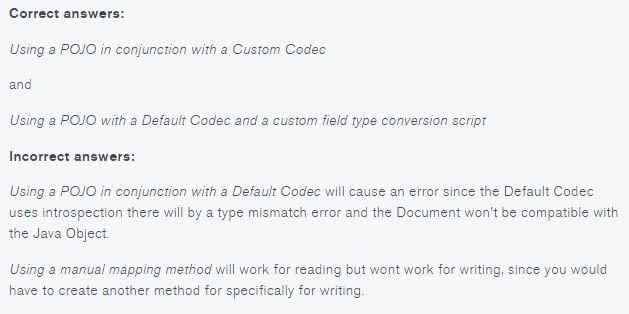 Correct answers:
Using a POJO in conjunction with a Custom Codec
and
Using a POJO with a Default Codec and a custom field type conversion script
Incorrect answers:
Using a POJO in conjunction with a Default Codec will cause an error since the Default Codec
uses introspection there will by a type mismatch error and the Document won't be compatible with
the Java Object.
Using a manual mapping method will work for reading but wont work for writing, since you would
have to create another method for specifically for writing.